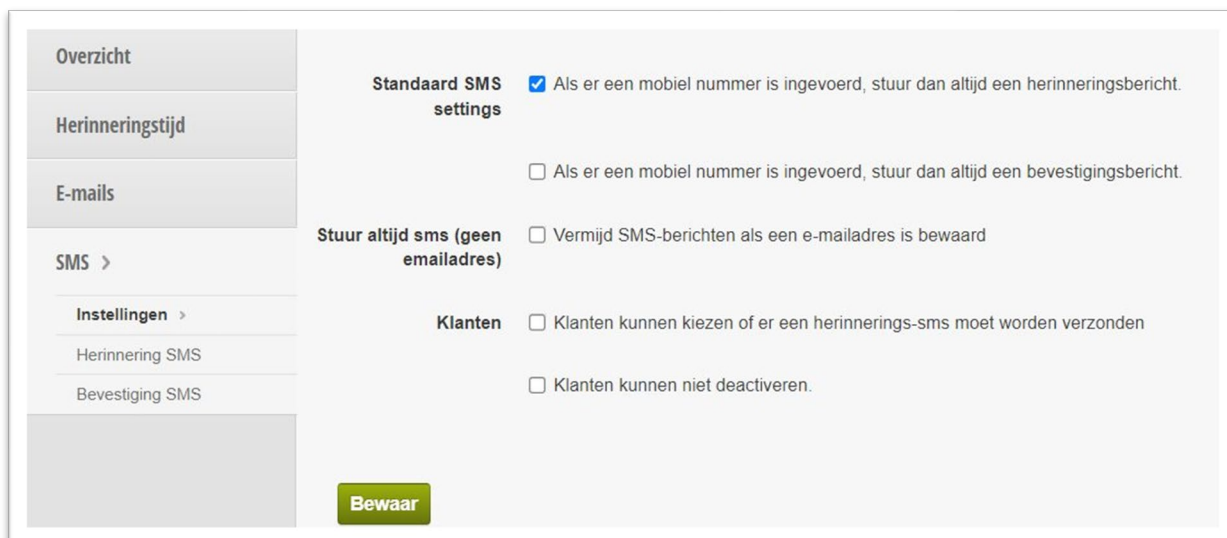 Overzicht
Herinneringstijd
E-mails
SMS >
Instellingen >
Herinnering SMS
Bevestiging SMS
Standaard SMS
settings
Als er een mobiel nummer is ingevoerd, stuur dan altijd een herinneringsbericht.
Als er een mobiel nummer is ingevoerd, stuur dan altijd een bevestigingsbericht.
Stuur altijd sms (geen
emailadres)
Vermijd SMS-berichten als een e-mailadres is bewaard
Klanten
Klanten kunnen kiezen of er een herinnerings-sms moet worden verzonden
Klanten kunnen niet deactiveren.
Bewaar